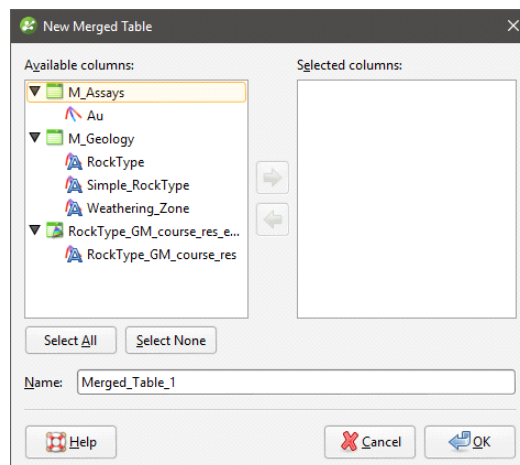 New Merged Table
Available columns:
Selected columns:
M_Assays
Au
M_Geology
RockType
Simple_RockType
Weathering_Zone
RockType_GM_course_res_e...
RockType_GM_course_res
Select All
Select None
Name: Merged_Table_1
Help
Cancel
OK